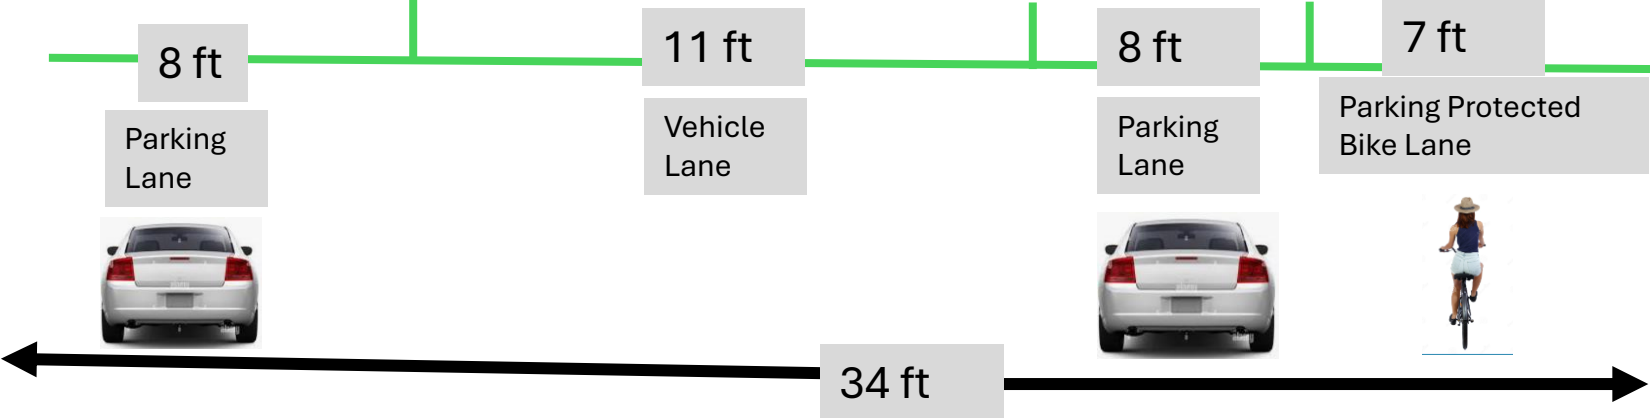 8 ft
11 ft
8 ft
7 ft
Parking
Lane
Vehicle
Lane
Parking
Lane
Parking Protected
Bike Lane
34 ft